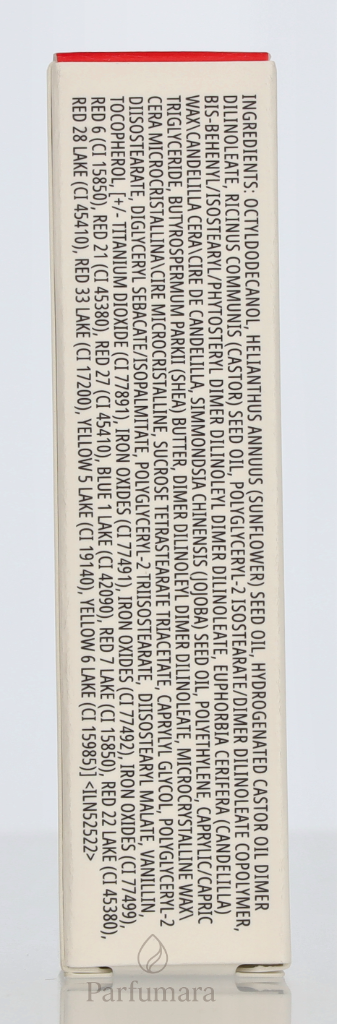 INGREDIENTS: OCTYLDODECANOL, HELIANTHUS ANNUUS (SUNFLOWER) SEED OIL, HYDROGENATED CASTOR OIL DIMER
DILINOLEATE, RICINUS COMMUNIS (CASTOR) SEED OIL, POLYGLYCERYL-2 ISOSTEARATE/DIMER DILINOLEATE COPOLYMER,
BIS-BEHENYL/ISOSTEARYL/PHYTOSTERYL DIMER DILINOLEYL DIMER DILINOLEATE, EUPHORBIA CERIFERA (CANDELILLA)
WAX\CANDELILLA CERA\CIRE DE CANDELILLA, SIMMONDSIA CHINENSIS (JOJOBA) SEED OIL, POLYETHYLENE, CAPRYLIC/CAPRIC
TRIGLYCERIDE, BUTYROSPERMUM PARKII (SHEA) BUTTER, DIMER DILINOLEYL DIMER DILINOLEATE, MICROCRYSTALLINE WAX\
CERA MICROCRISTALLINA\CIRE MICROCRISTALLINE, SUCROSE TETRASTEARATE TRIACETATE, CAPRYLYL GLYCOL, POLYGLYCERYL-2
DIISOSTEARATE, DIGLYCERYL SEBACATE/ISOPALMITATE, POLYGLYCERYL-2 TRIISOSTEARATE, DIISOSTEARYL MALATE, VANILLIN,
TOCOPHEROL, [+/- TITANIUM DIOXIDE (CI 77891), IRON OXIDES (CI 77491), IRON OXIDES (CI 77492), IRON OXIDES (CI 77499),
RED 6 (CI 15850), RED 21 (CI 45380), RED 27 (CI 45410), BLUE 1 LAKE (CI 42090), RED 7 LAKE (CI 15850), RED 22 LAKE (CI 45380),
RED 28 LAKE (CI 45410), RED 33 LAKE (CI 17200), YELLOW 5 LAKE (CI 19140), YELLOW 6 LAKE (CI 15985)] <ILN52522>
Parfumara